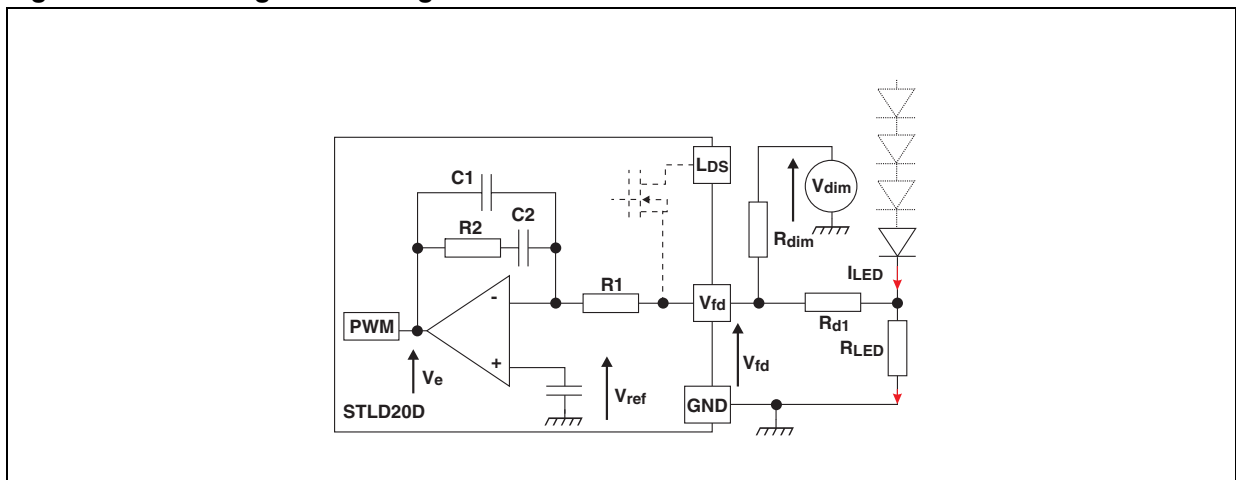 LDS
C1
Vdim
R2
C2
Rdim
ILED
R1
Vfd
PWM
Rd1
RLED
Ve
Vref
Vfd
STLD20D
GND
-
+